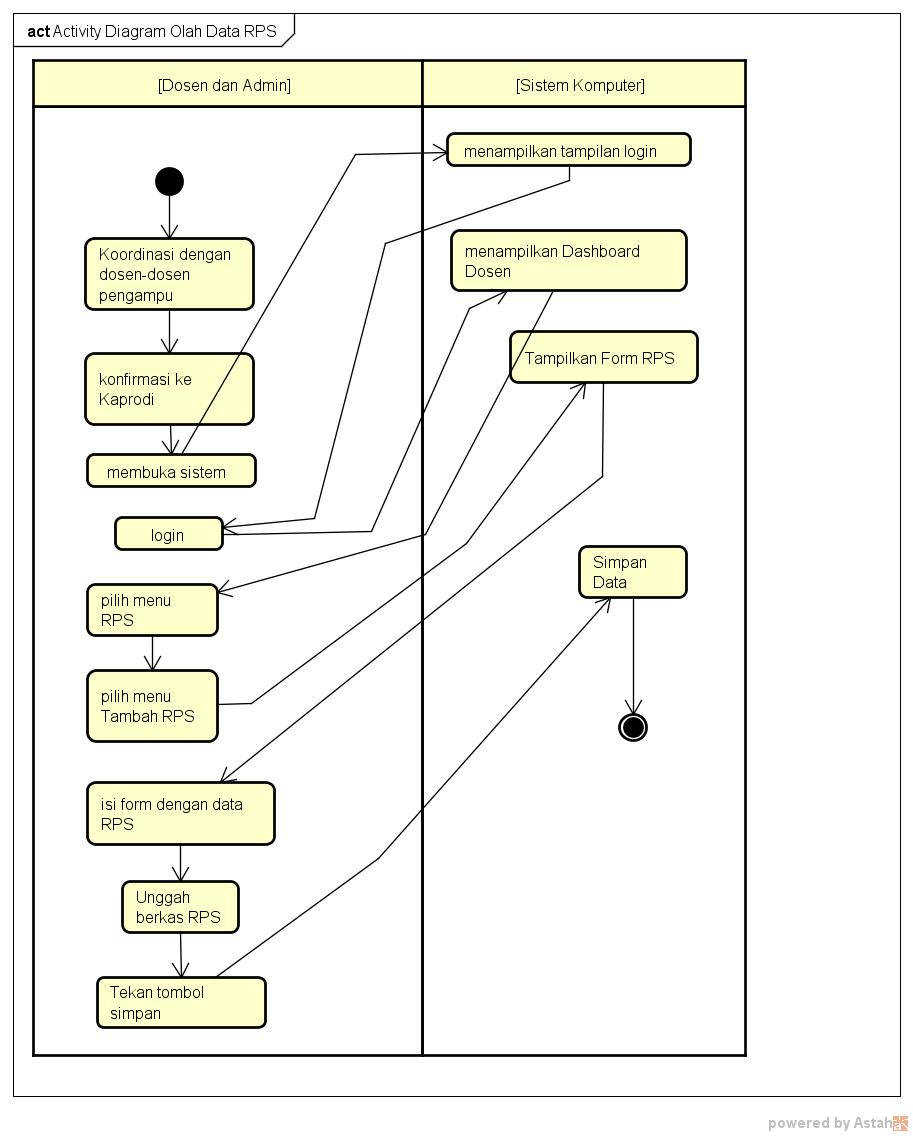 act Activity Diagram Olah Data RPS
[Dosen dan Admin]
[Sistem Komputer]
menampilkan tampilan login
Koordinasi dengan
dosen-dosen
pengampu
menampilkan Dashboard
Dosen
konfirmasi ke
Kaprodi
Tampilkan Form RPS
membuka sistem
login
Simpan
Data
pilih menu
RPS
pilih menu
Tambah RPS
isi form dengan data
RPS
Unggah
berkas RPS
Tekan tombol
simpan
powered by Astah